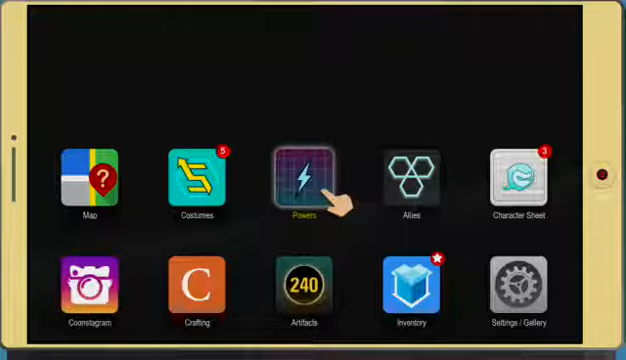 ?
5
3
Map
Costumes
Powers
Allies
Character Sheet
C
240
Coonstagram
Crafting
Artifacts
Inventory
Settings / Gallery